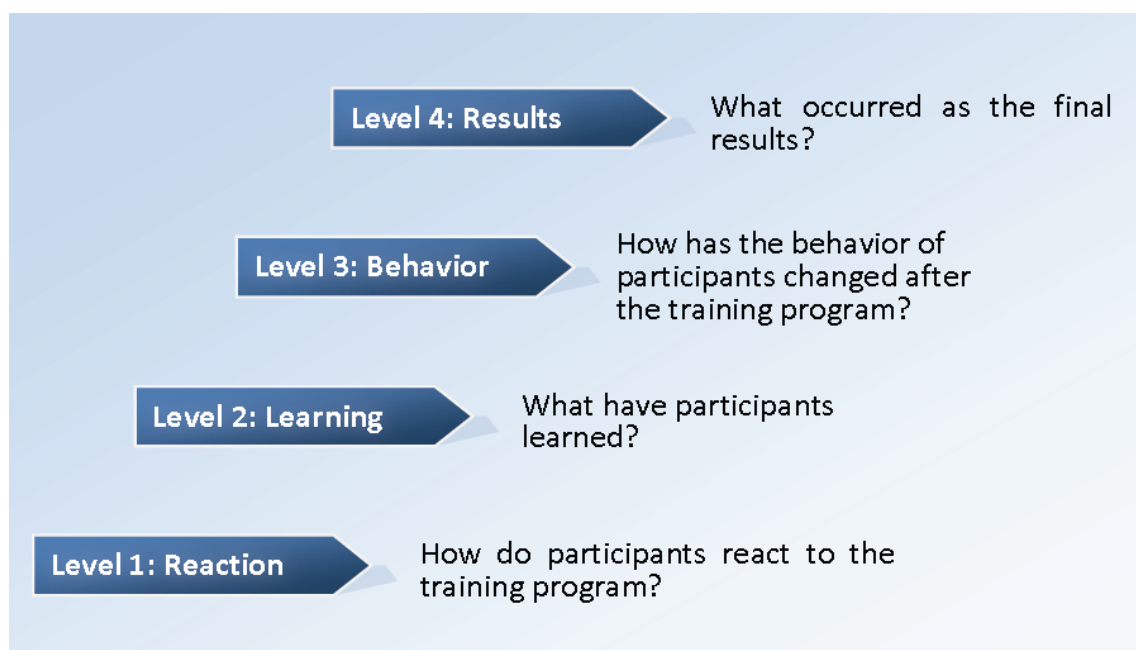 Level 4: Results
What occurred as the final
results?
Level 3: Behavior
How has the behavior of
participants changed after
the training program?
Level 2: Learning
What have participants
learned?
Level 1: Reaction
How do participants react to the
training program?